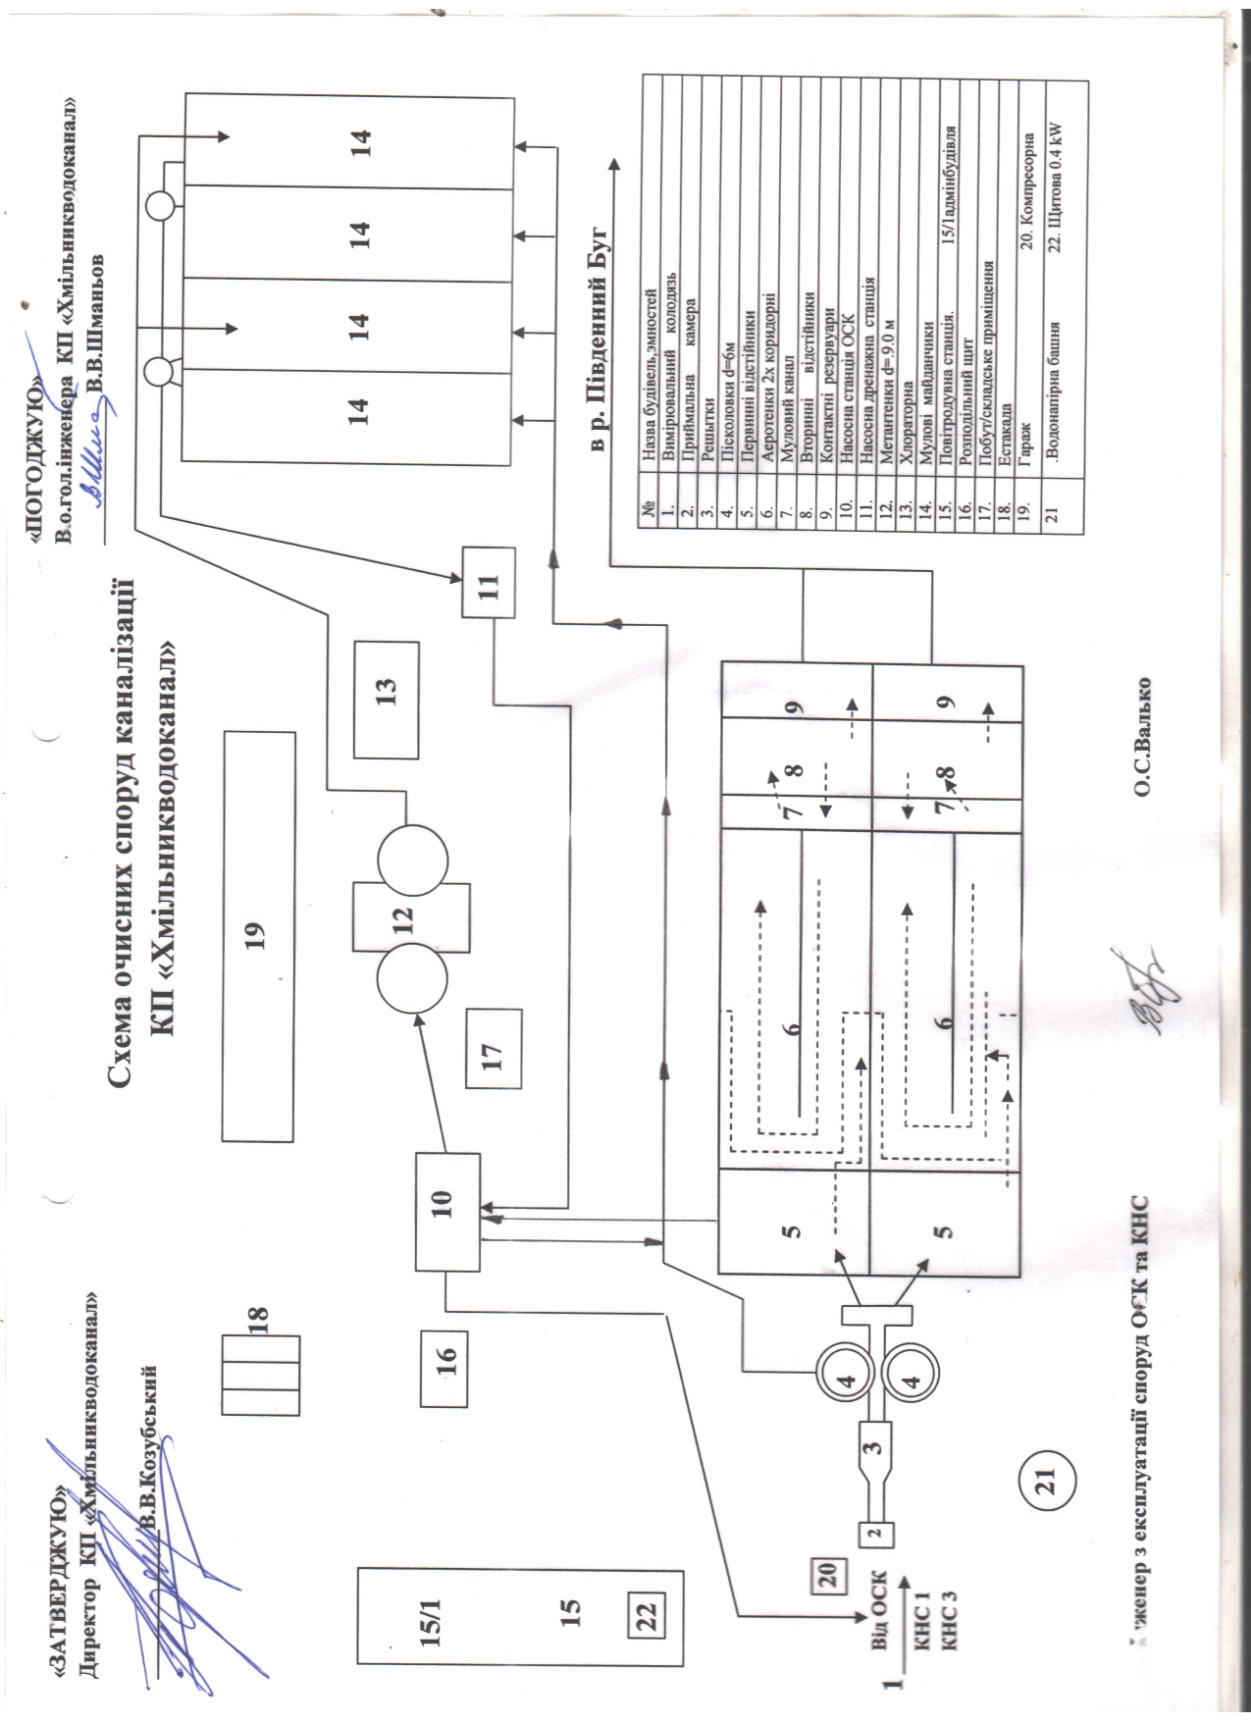 «ЗАТВЕРДЖУЮ»
Директор КП «Хмільникводоканал»
В.В.Козубський
«ПОГОДЖУЮ»
В.о.гол.інженера КП «Хмільникводоканал»
В.В.Шманьов
Схема очисних споруд каналізації
КП «Хмільникводоканал»
18
19
13
11
14
14
14
14
16
10
17
12
15/1
15
22
в р. Південний Буг
20
Від ОСК
1
КНС 1
КНС 3
2
3
4
4
5
5
6
6
7
7
8
8
9
9
21
№ Назва будівель,эмностей
1. Вимірювальний колодязь
2. Приймальна камера
3. Решытки
4. Пісколовки d=6м
5. Первинні відстійники
6. Аеротенки 2х коридорні
7. Муловий канал
8. Вторинні відстійники
9. Контактні резервуари
10. Насосна станція ОСК
11. Насосна дренажна станція
12. Метантенки d=.9.0 м
13. Хлораторна
14. Мулові майданчики
15. Повітродувна станція. 15/1адмінбудівля
16. Розподільний щит
17. Побут/складське приміщення
18. Естакада
19. Гараж 20. Компресорна
21 .Водонапірна башня 22. Щитова 0.4 kW
женер з експлуатації споруд ОСК та КНС
О.С.Валько